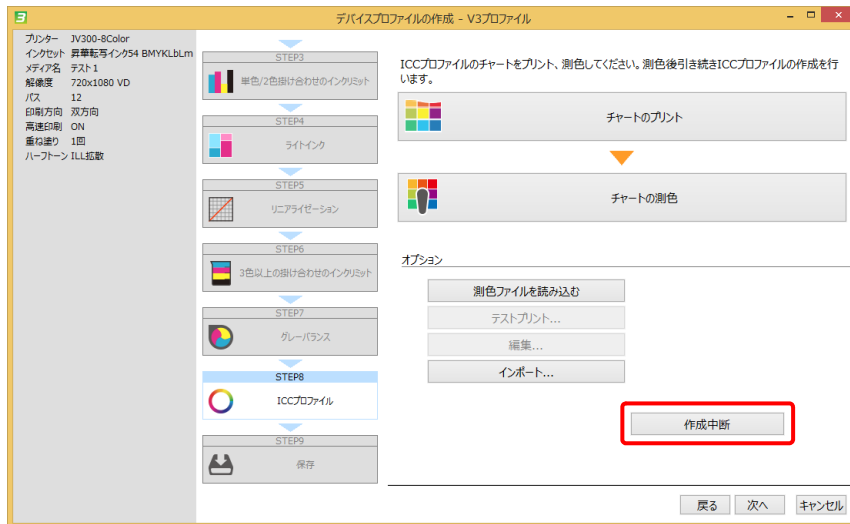 デバイスプロファイルの作成 - V3プロファイル
プリンター JV300-8Color
インクセット 昇華転写インク54 BMYKLbLm
メディア名 テスト1
解像度 720x1080 VD
パス 12
印刷方向 双方向
高速印刷 ON
重ね塗り 1回
ハーフトーン ILL拡散
STEP3
単色/2色掛け合わせのインクリミット
STEP4
ライトインク
STEP5
リニアライゼーション
STEP6
3色以上の掛け合わせのインクリミット
STEP7
グレーバランス
STEP8
ICCプロファイル
STEP9
保存
ICCプロファイルのチャートをプリント、測色してください。測色後引き続きICCプロファイルの作成を行
います。
チャートのプリント
チャートの測色
オプション
測色ファイルを読み込む
テストプリント...
編集...
インポート...
作成中断
戻る 次へ キャンセル